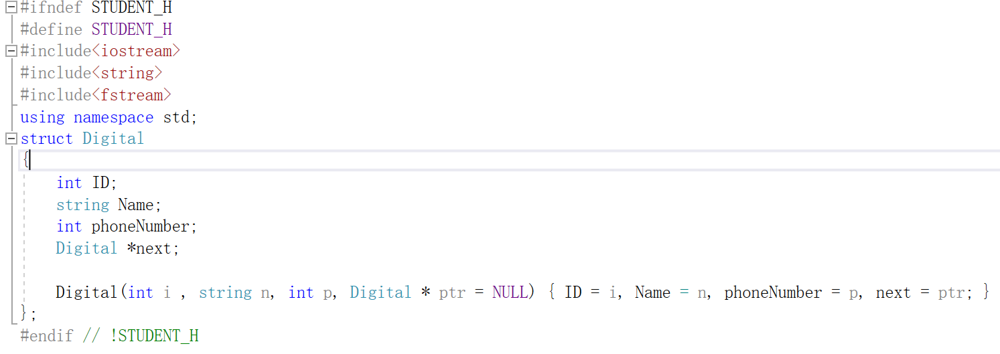 #ifndef STUDENT_H
#define STUDENT_H
#include<iostream>
#include<string>
#include<fstream>
using namespace std;
struct Digital
{
    int ID;
    string Name;
    int phoneNumber;
    Digital *next;
    Digital(int i , string n, int p, Digital * ptr = NULL) { ID = i, Name = n, phoneNumber = p, next = ptr; }
};
#endif // !STUDENT_H